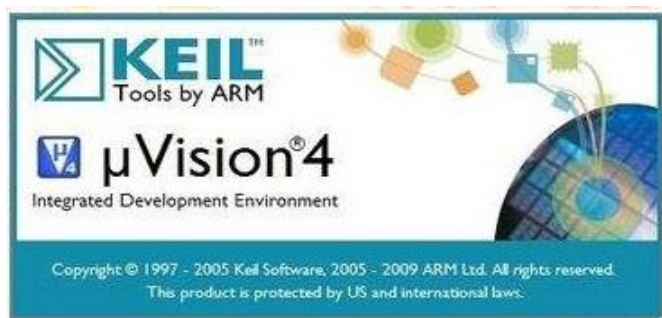 KEIL™
Tools by ARM
µ
4
µVision®4
Integrated Development Environment
Copyright © 1997 - 2005 Keil Software, 2005 - 2009 ARM Ltd. All rights reserved.
This product is protected by US and international laws.